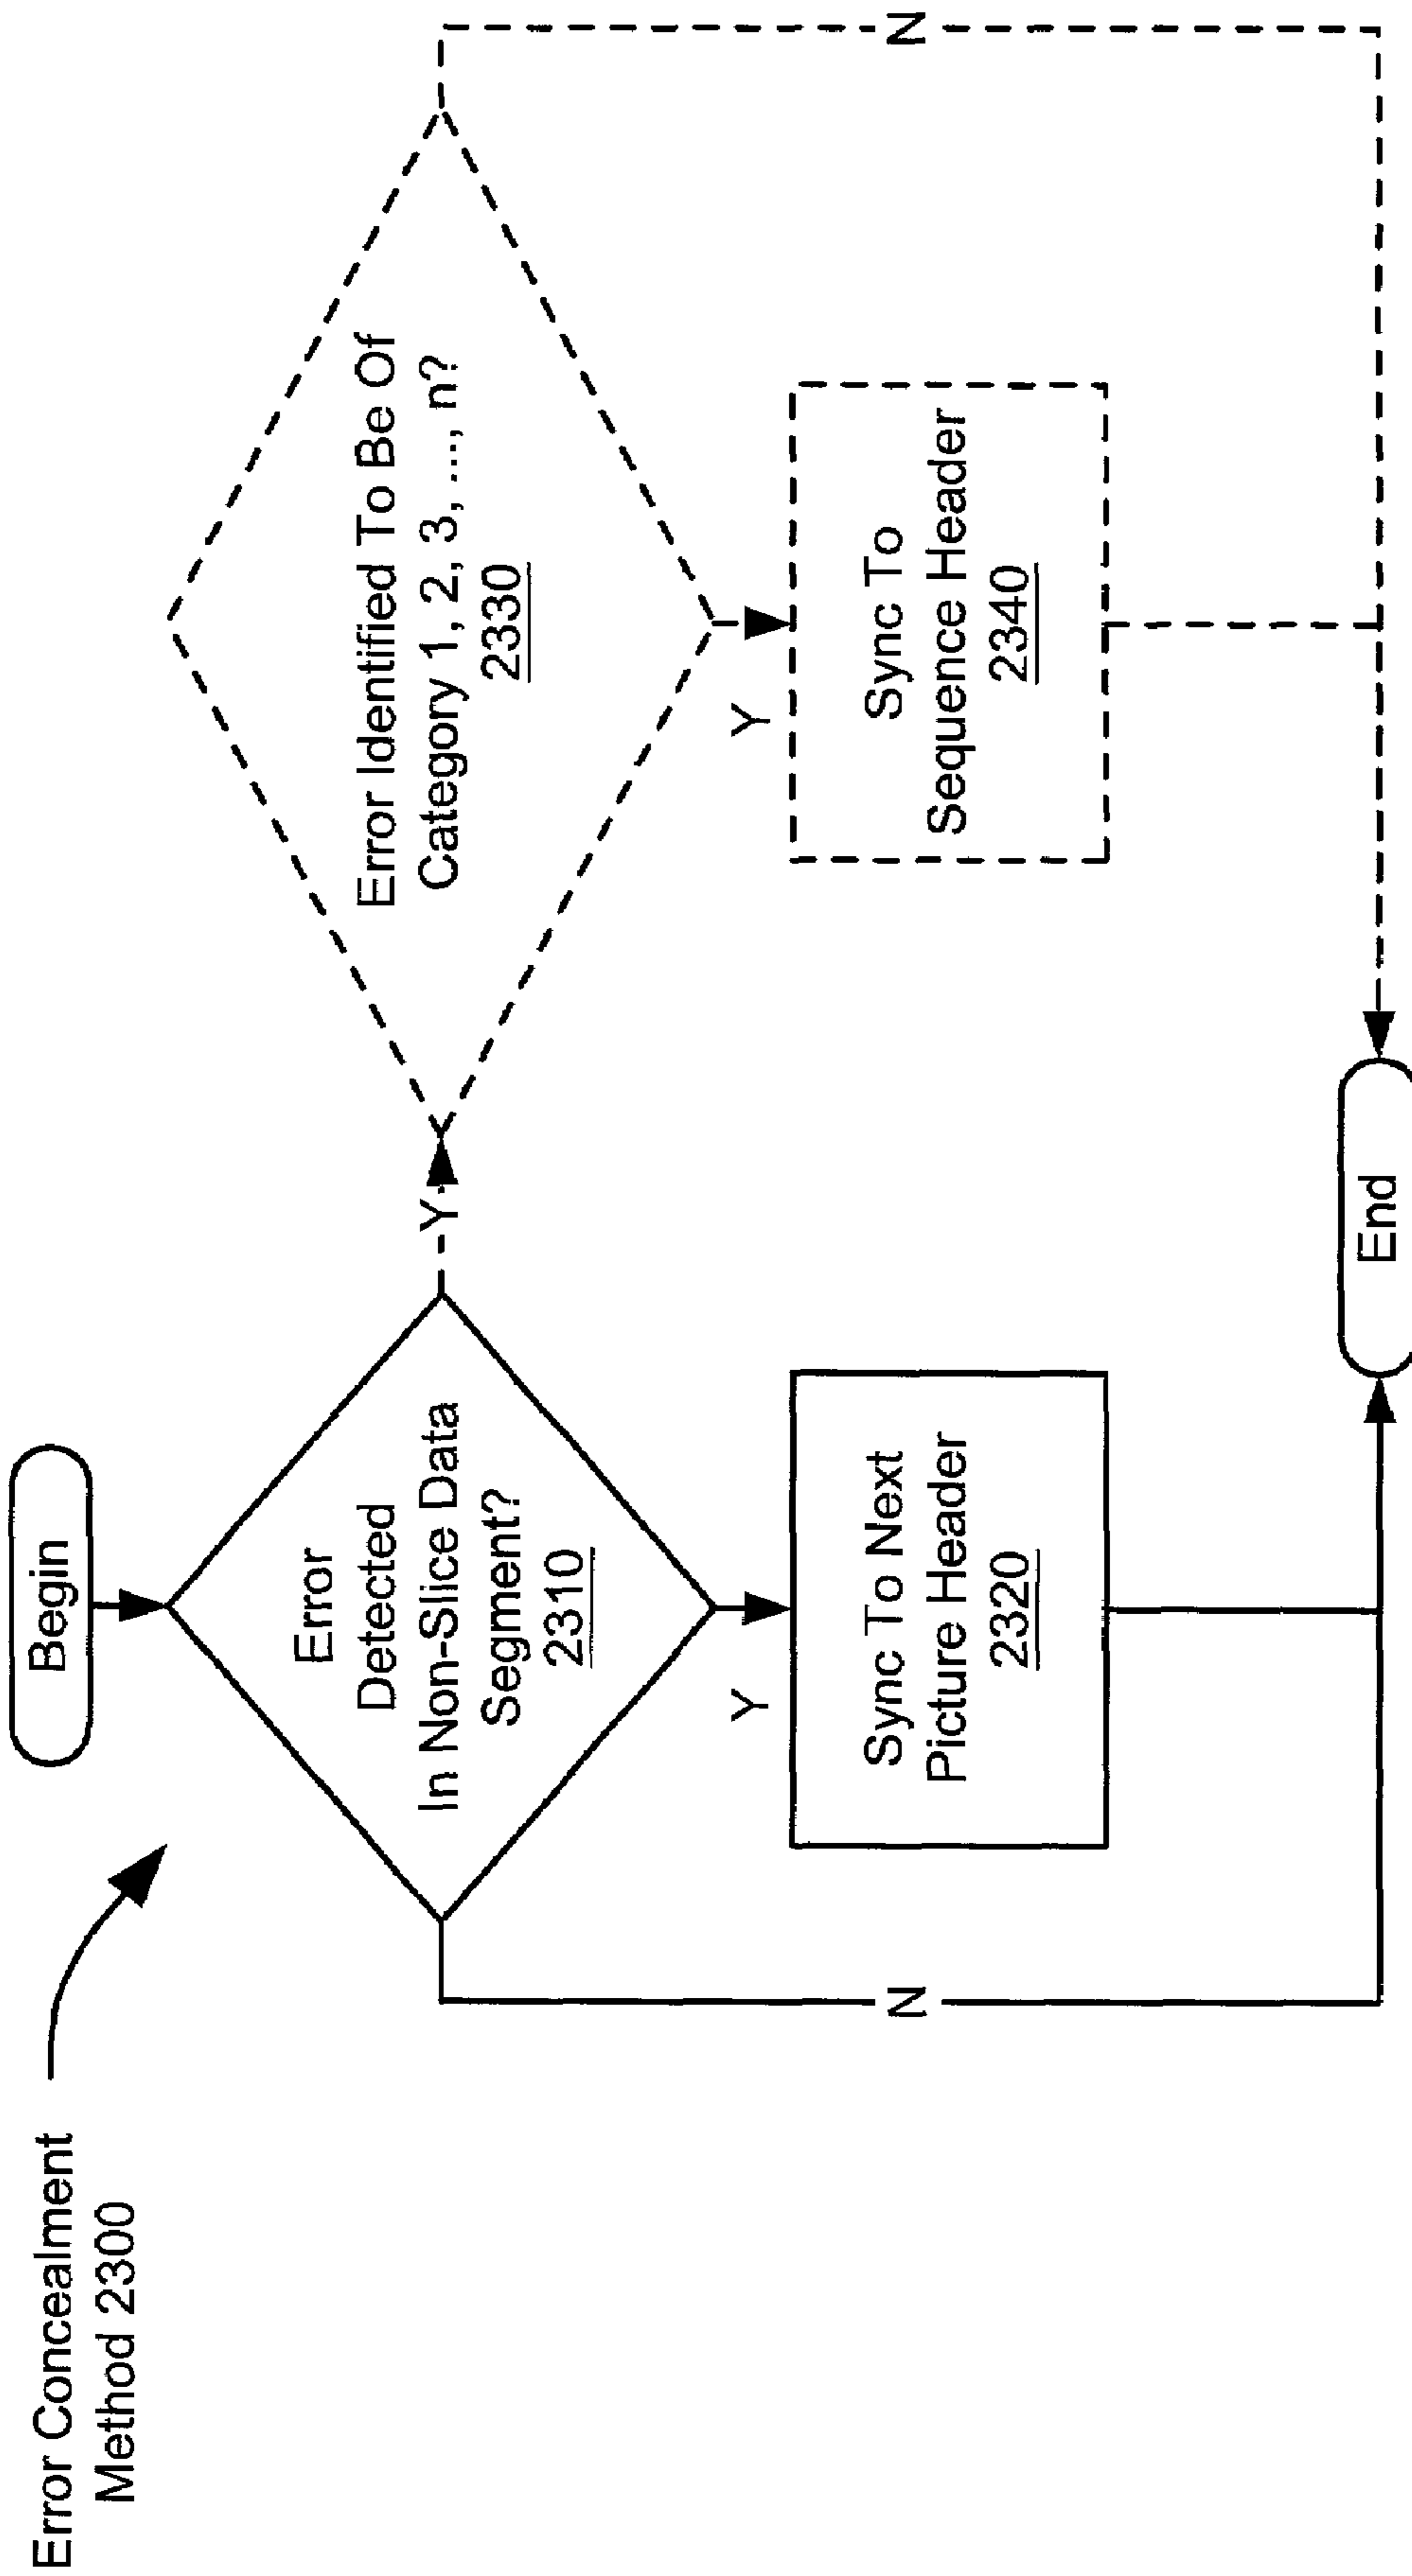 Error Concealment
Method 2300
Begin
Error
Detected
In Non-Slice Data
Segment?
2310
Y
Error Identified To Be Of
Category 1, 2, 3, ..., n?
2330
N
Y
Sync To Next
Picture Header
2320
Y
Sync To
Sequence Header
2340
N
End